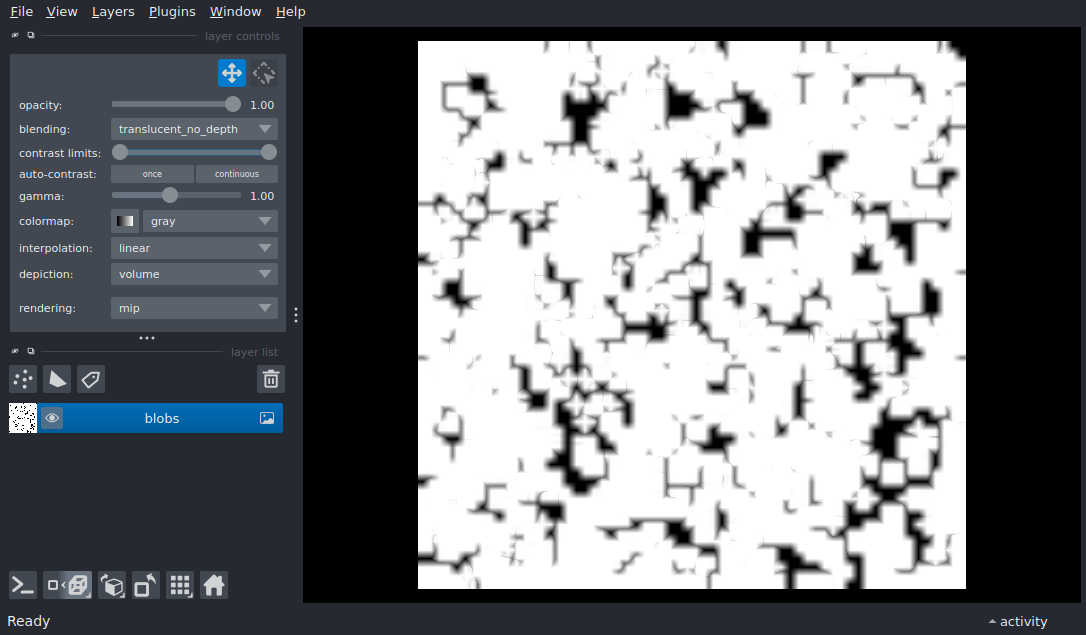 File View Layers Plugins Window Help
layer controls
opacity: 1.00
blending: translucent_no_depth
contrast limits:
auto-contrast: once continuous
gamma: 1.00
colormap: gray
interpolation: linear
depiction: volume
rendering: mip
layer list
blobs
Ready activity